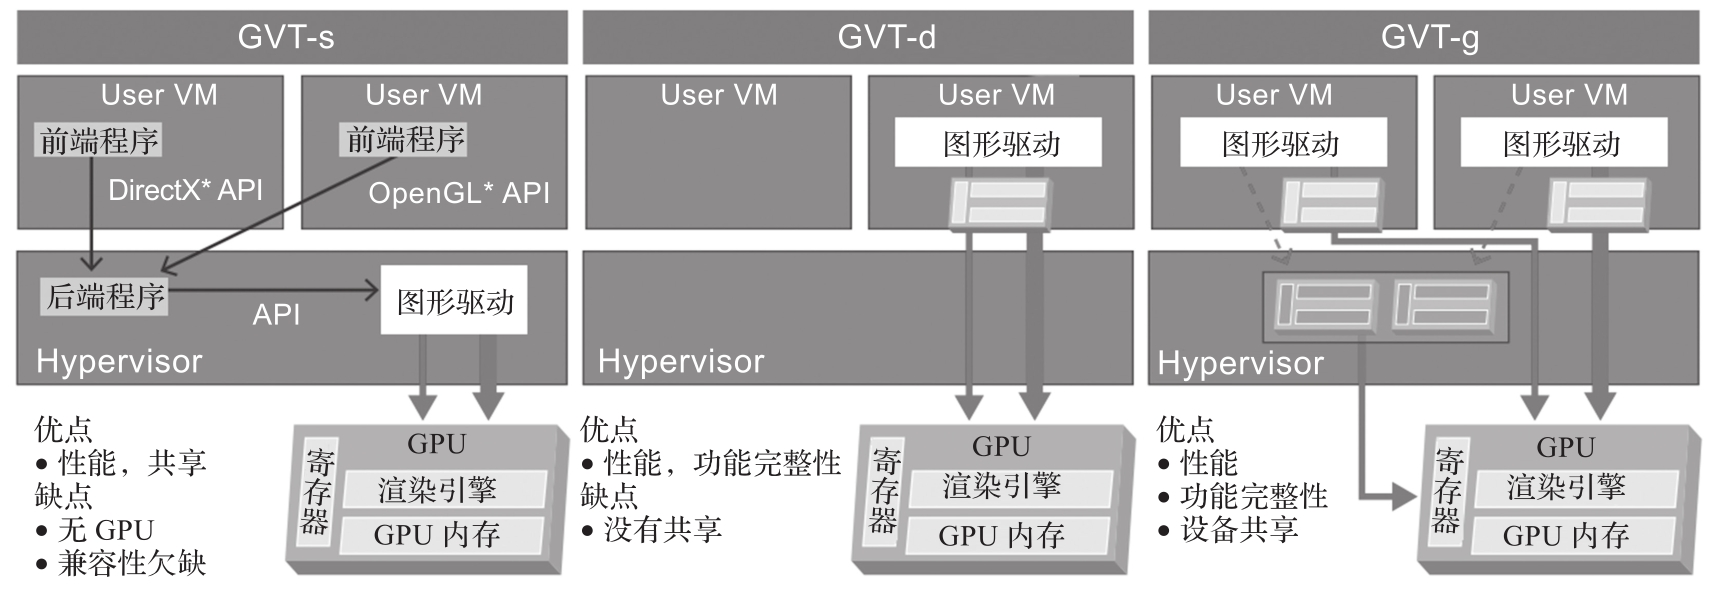 GVT-s
User VM
前端程序
DirectX* API
User VM
前端程序
OpenGL* API
后端程序
API
图形驱动
Hypervisor
优点
• 性能，共享
缺点
• 无 GPU
• 兼容性欠缺
GPU
寄存器
渲染引擎
GPU 内存
GVT-d
User VM
User VM
图形驱动
Hypervisor
优点
• 性能，功能完整性
缺点
• 没有共享
GPU
寄存器
渲染引擎
GPU 内存
GVT-g
User VM
图形驱动
User VM
图形驱动
Hypervisor
优点
• 性能
• 功能完整性
• 设备共享
GPU
寄存器
渲染引擎
GPU 内存